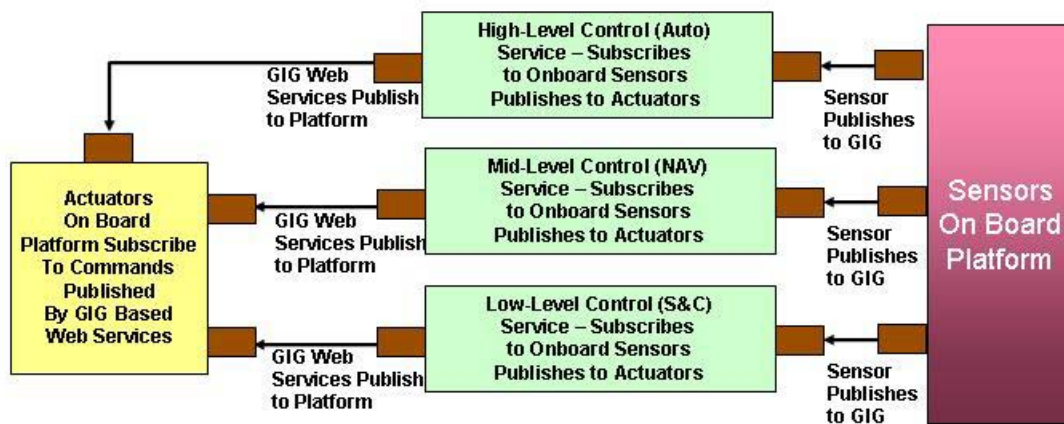 High-Level Control (Auto)
Service – Subscribes
to Onboard Sensors
Publishes to Actuators
GIG Web
Services Publish
to Platform
Sensor
Publishes
to GIG
Actuators
On Board
Platform Subscribe
To Commands
Published
By GIG Based
Web Services
Mid-Level Control (NAV)
Service – Subscribes
to Onboard Sensors
Publishes to Actuators
GIG Web
Services Publish
to Platform
Sensor
Publishes
to GIG
Sensors
On Board
Platform
Low-Level Control (S&C)
Service – Subscribes
to Onboard Sensors
Publishes to Actuators
GIG Web
Services Publish
to Platform
Sensor
Publishes
to GIG